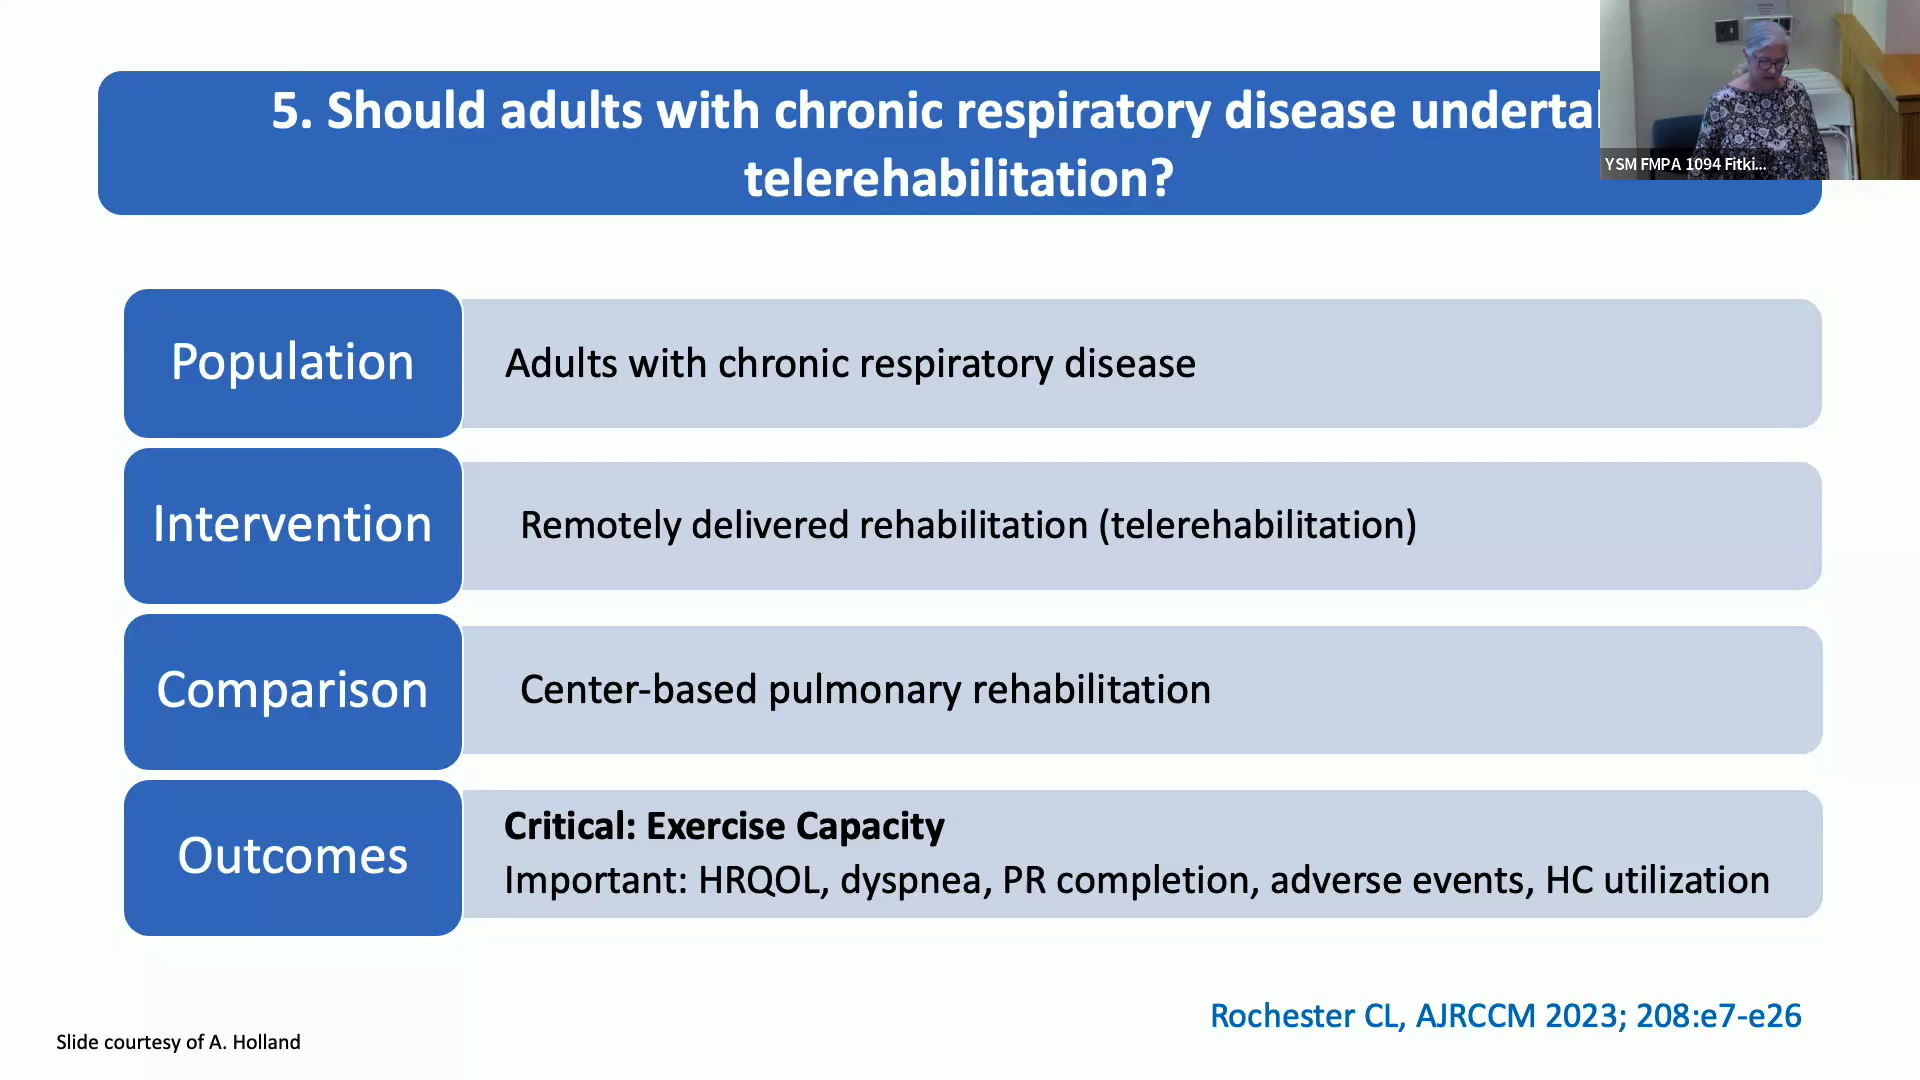 5. Should adults with chronic respiratory disease underta
telerehabilitation?
YSM FMPA 1094 Fitki...
Population
Adults with chronic respiratory disease
Intervention
Remotely delivered rehabilitation (telerehabilitation)
Comparison
Center-based pulmonary rehabilitation
Outcomes
Critical: Exercise Capacity
Important: HRQOL, dyspnea, PR completion, adverse events, HC utilization
Rochester CL, AJRCCM 2023; 208:e7-e26
Slide courtesy of A. Holland